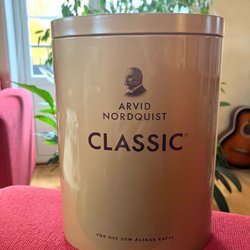 ARVID
NORDQUIST
CLASSIC®
FÖR OSS SOM ÄLSKAR KAFFE